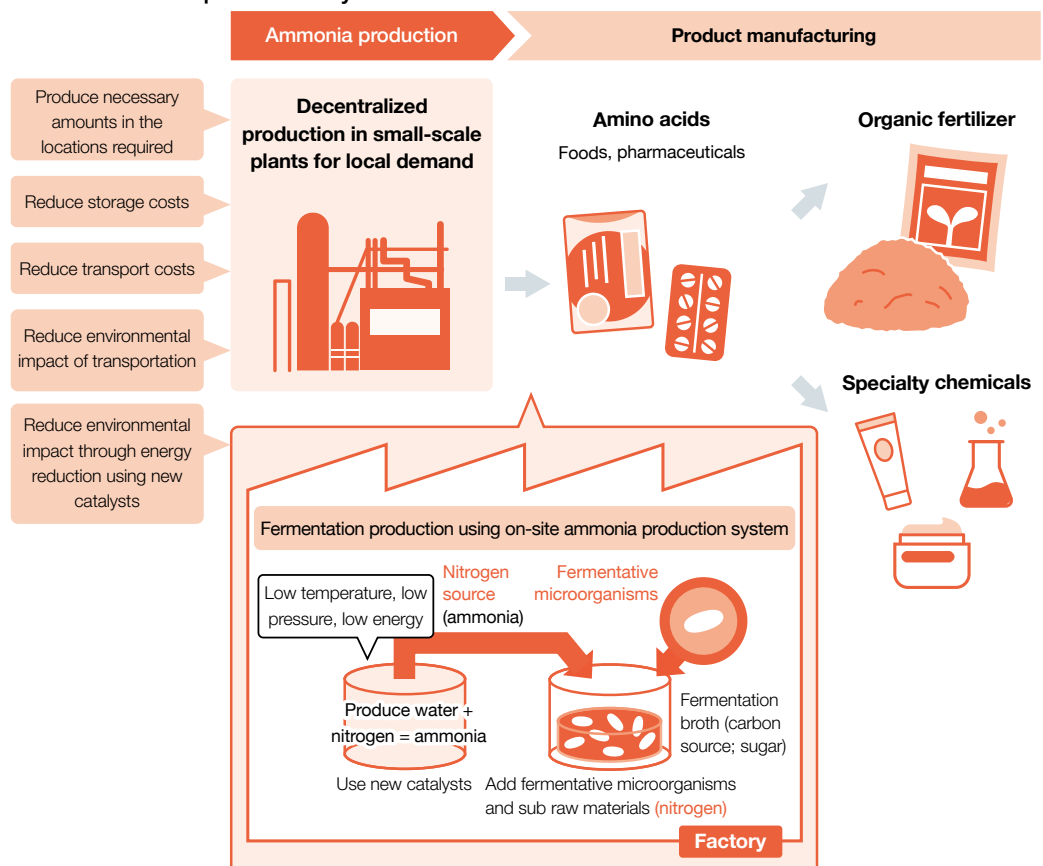 Ammonia production
Product manufacturing
Produce necessary
amounts in the
locations required
Reduce storage costs
Reduce transport costs
Reduce environmental
impact of transportation
Reduce environmental
impact through energy
reduction using new
catalysts
Decentralized
production in small-scale
plants for local demand
Amino acids
Foods, pharmaceuticals
Organic fertilizer
Specialty chemicals
Fermentation production using on-site ammonia production system
Low temperature, low
pressure, low energy
Nitrogen
source
(ammonia)
Fermentative
microorganisms
Produce water +
nitrogen = ammonia
Use new catalysts
Fermentation
broth (carbon
source; sugar)
Add fermentative microorganisms
and sub raw materials (nitrogen)
Factory